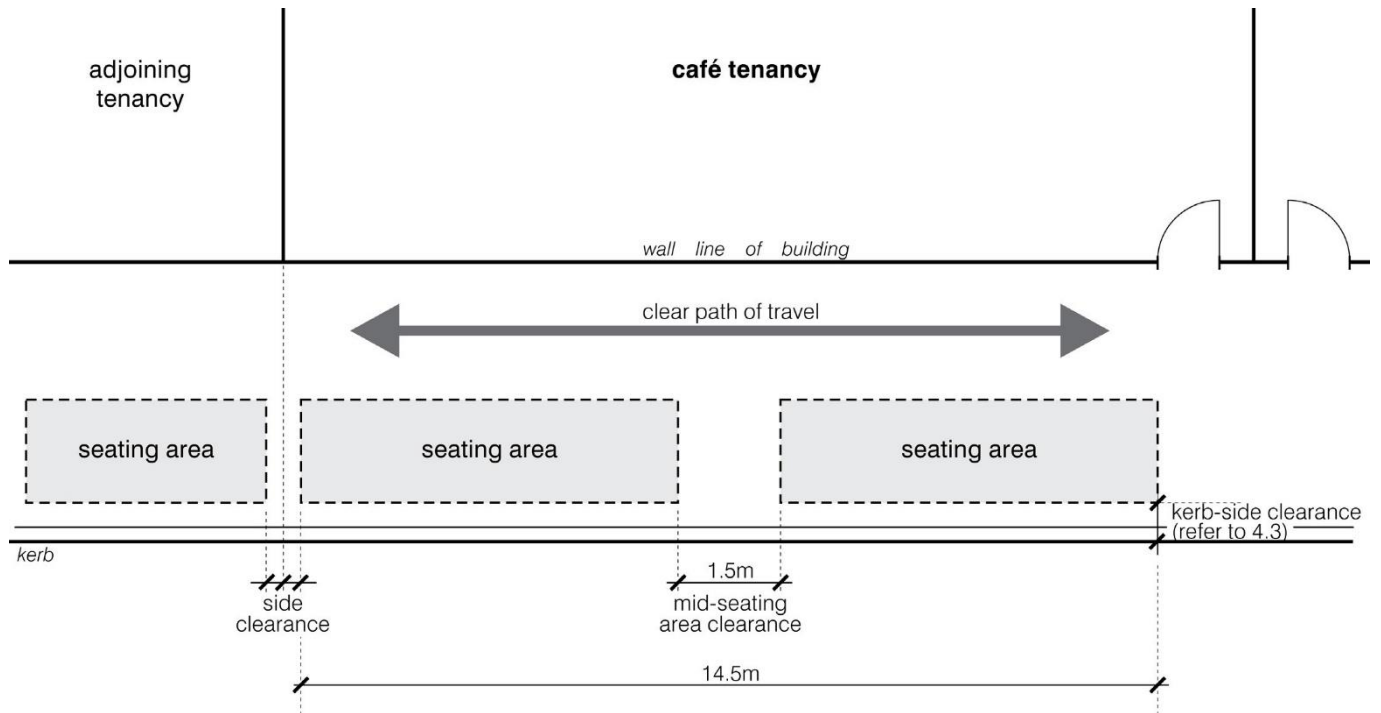 adjoining
tenancy
café tenancy
wall line of building
clear path of travel
seating area
seating area
seating area
kerb-side clearance
(refer to 4.3)
kerb
side
clearance
1.5m
mid-seating
area clearance
14.5m